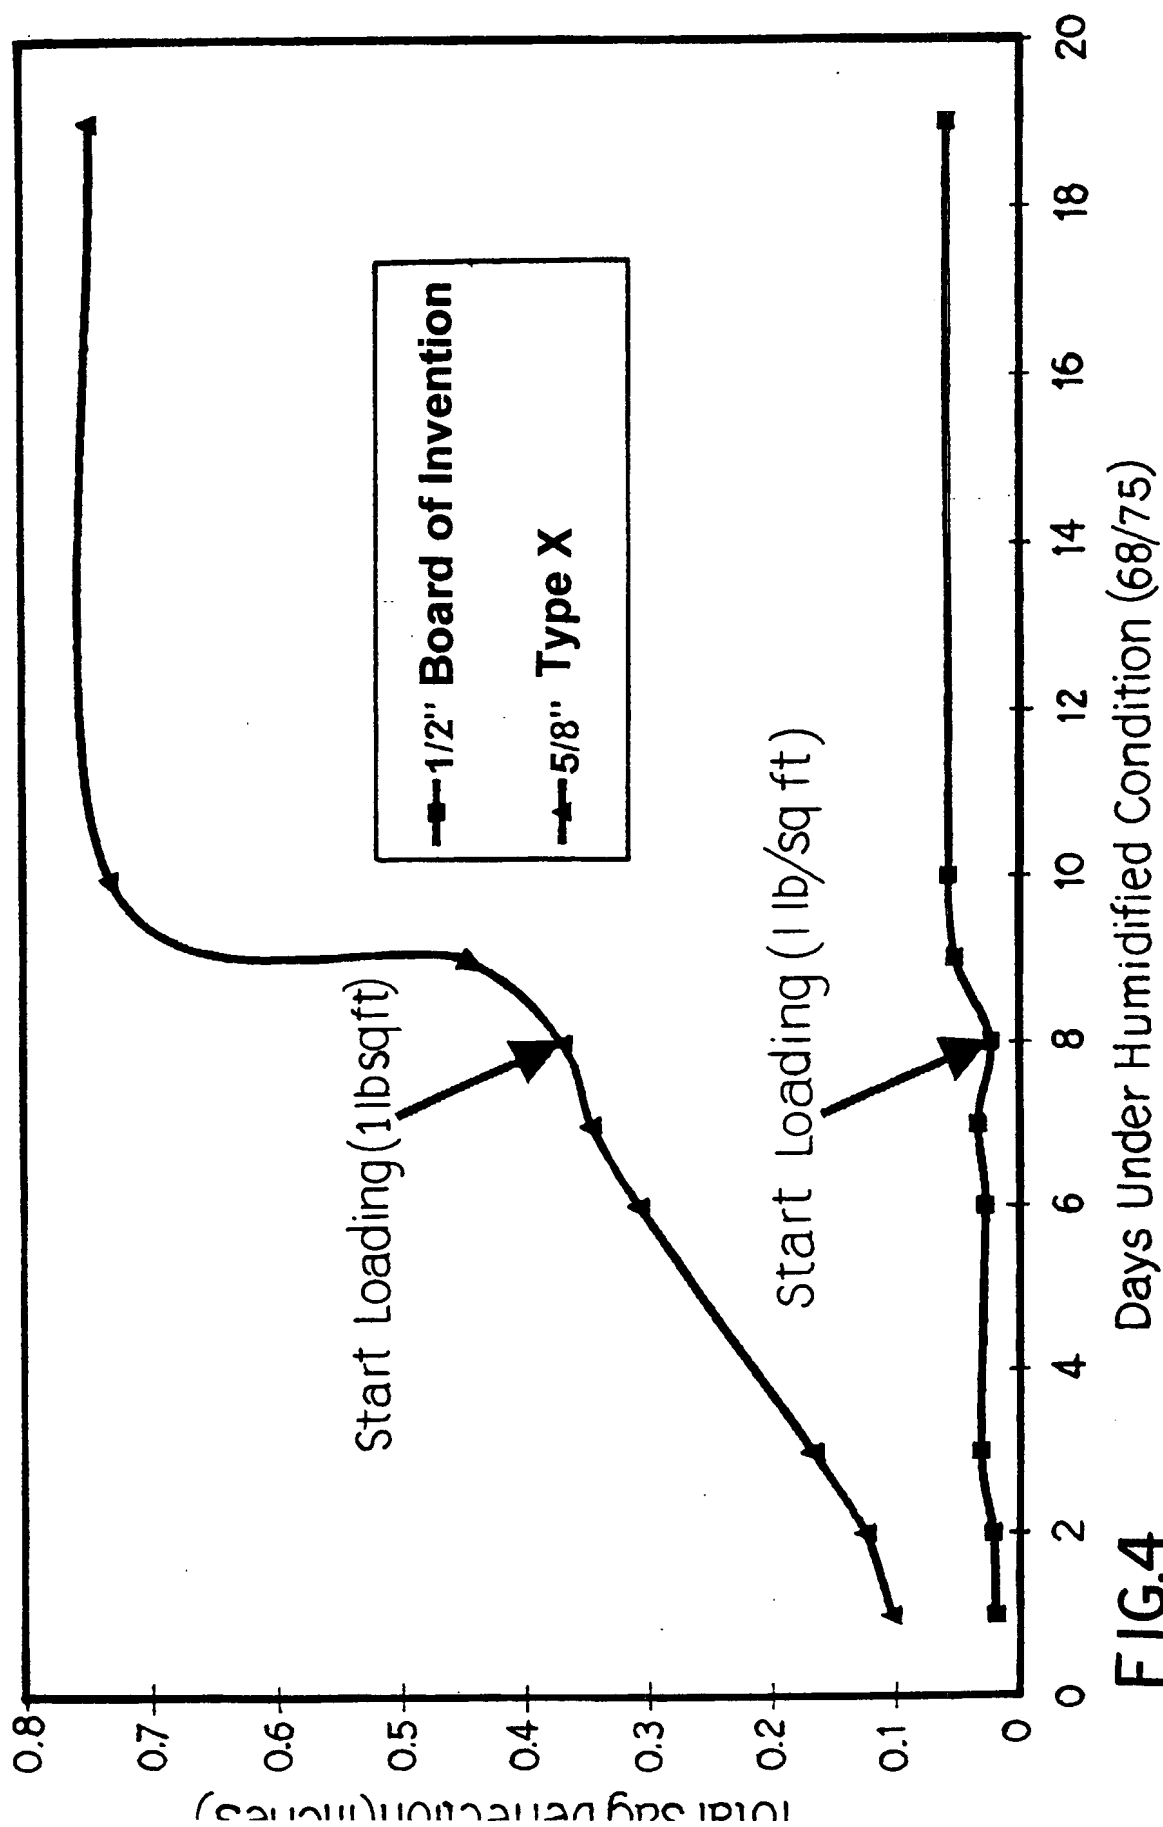 0.8
0.7
0.6
0.5
0.4
0.3
0.2
0.1
0
Total Sag Deflection (inches)
Start Loading (1 lbsqft)
1/2" Board of Invention
5/8" Type X
Start Loading (1 lb/sq ft)
0 2 4 6 8 10 12 14 16 18 20
Days Under Humidified Condition (68/75)
FIG.4